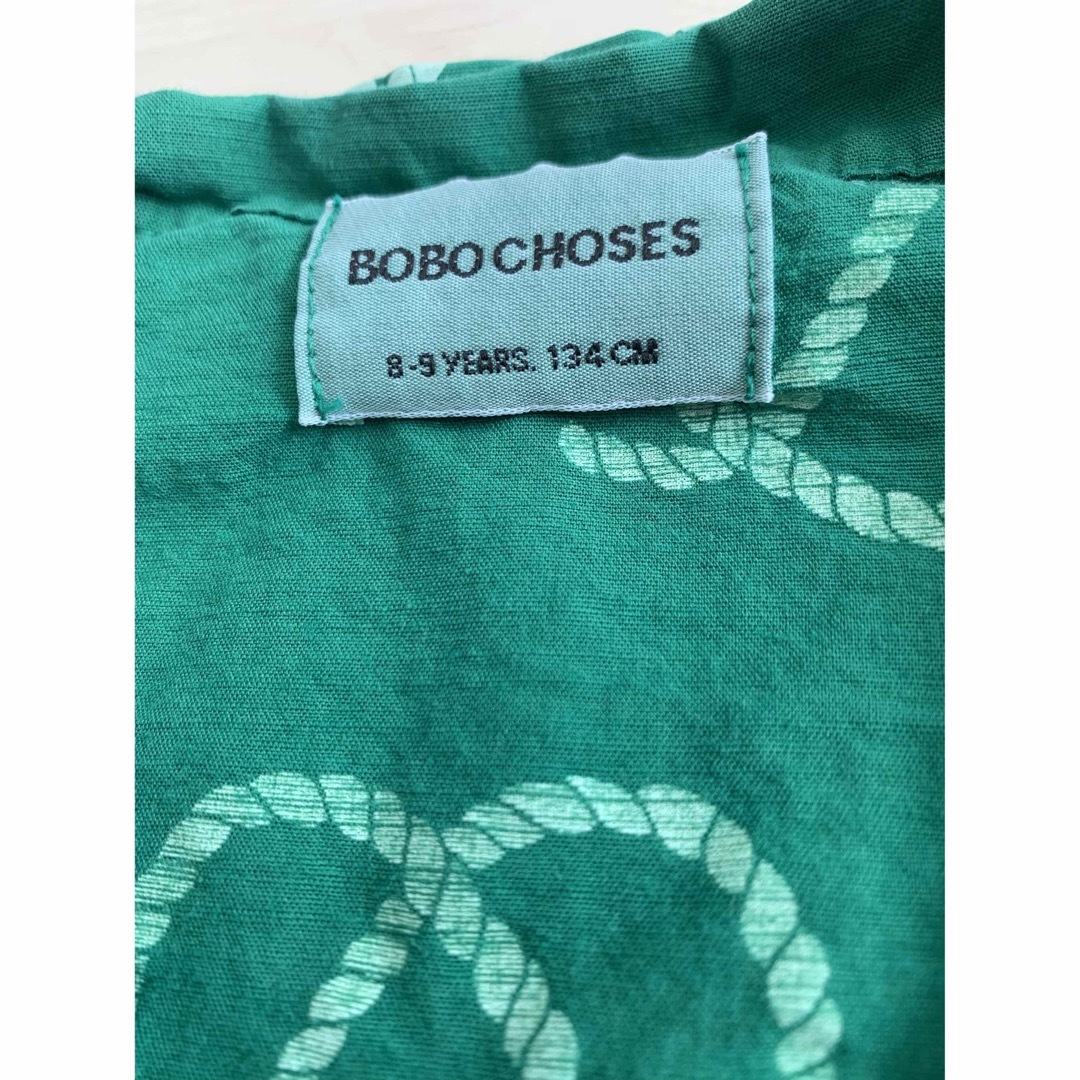 BOBO CHOSES
8-9 YEARS. 134 CM